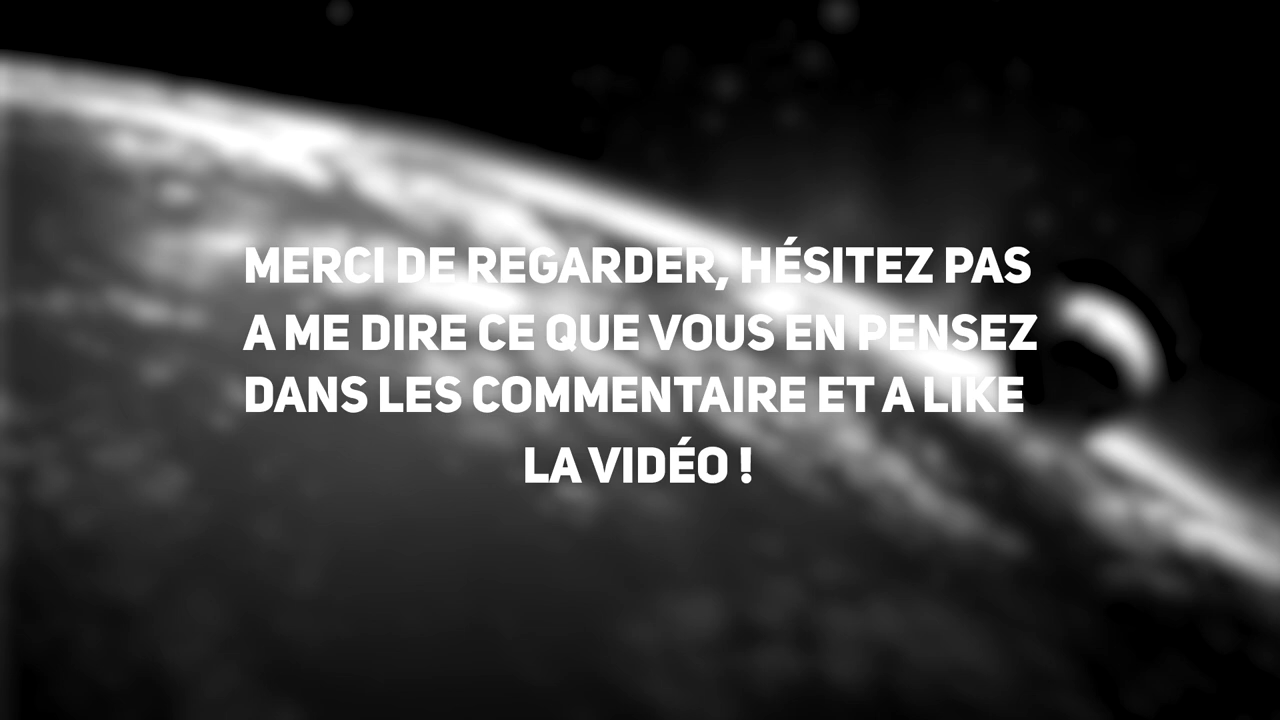 MERCI DE REGARDER, HÉSITEZ PAS
A ME DIRE CE QUE VOUS EN PENSEZ
DANS LES COMMENTAIRE ET A LIKE
LA VIDÉO !